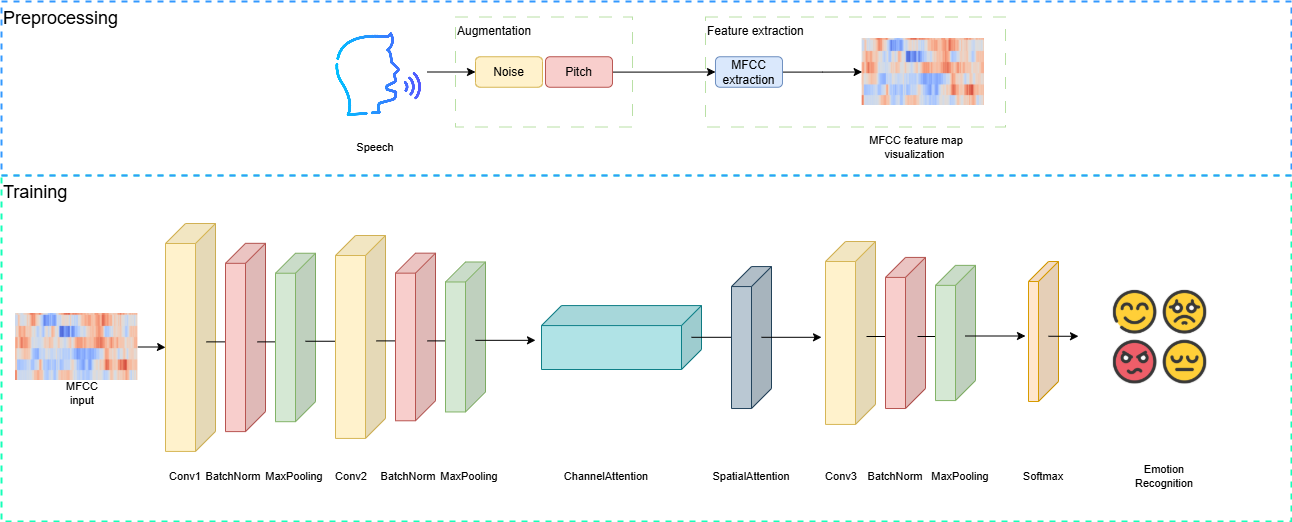 Preprocessing
Augmentation
Feature extraction
Noise
Pitch
MFCC
extraction
Speech
MFCC feature map
visualization
Training
MFCC
input
Conv1
BatchNorm
MaxPooling
Conv2
BatchNorm
MaxPooling
ChannelAttention
SpatialAttention
Conv3
BatchNorm
MaxPooling
Softmax
Emotion
Recognition